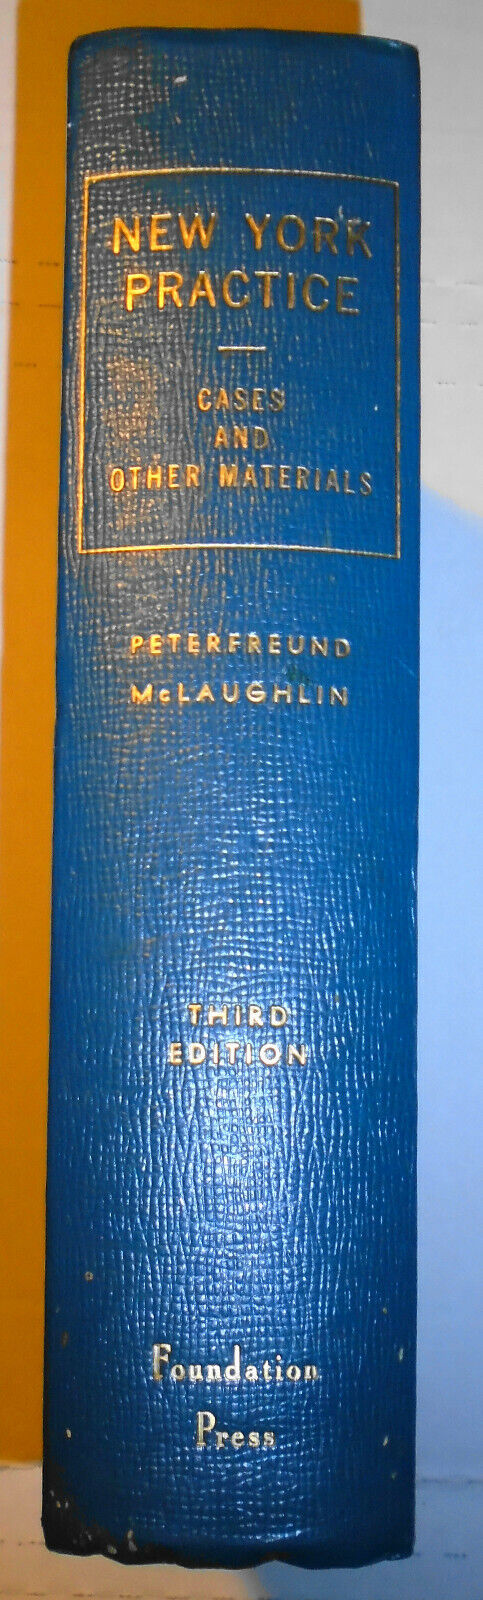 NEW YORK
PRACTICE
CASES
AND
OTHER MATERIALS
PETERFREUND
McLAUGHLIN
THIRD
EDITION
Foundation
Press